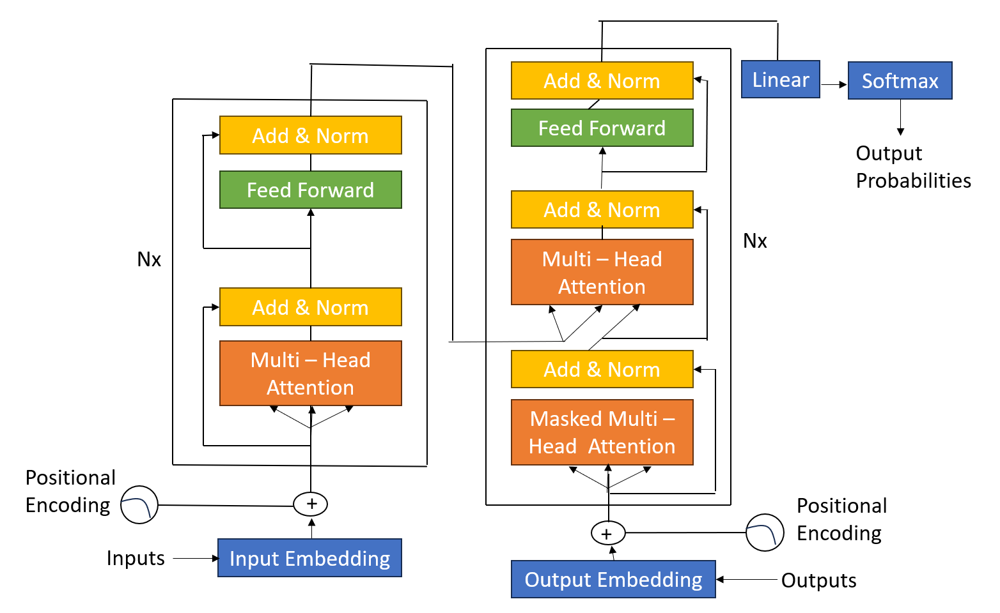 Add & Norm
Feed Forward
Nx
Add & Norm
Multi – Head
Attention
Positional
Encoding
+
Inputs
Input Embedding
Add & Norm
Feed Forward
Add & Norm
Multi – Head
Attention
Nx
Add & Norm
Masked Multi –
Head  Attention
+
Positional
Encoding
Output Embedding
Outputs
Linear
Softmax
Output
Probabilities